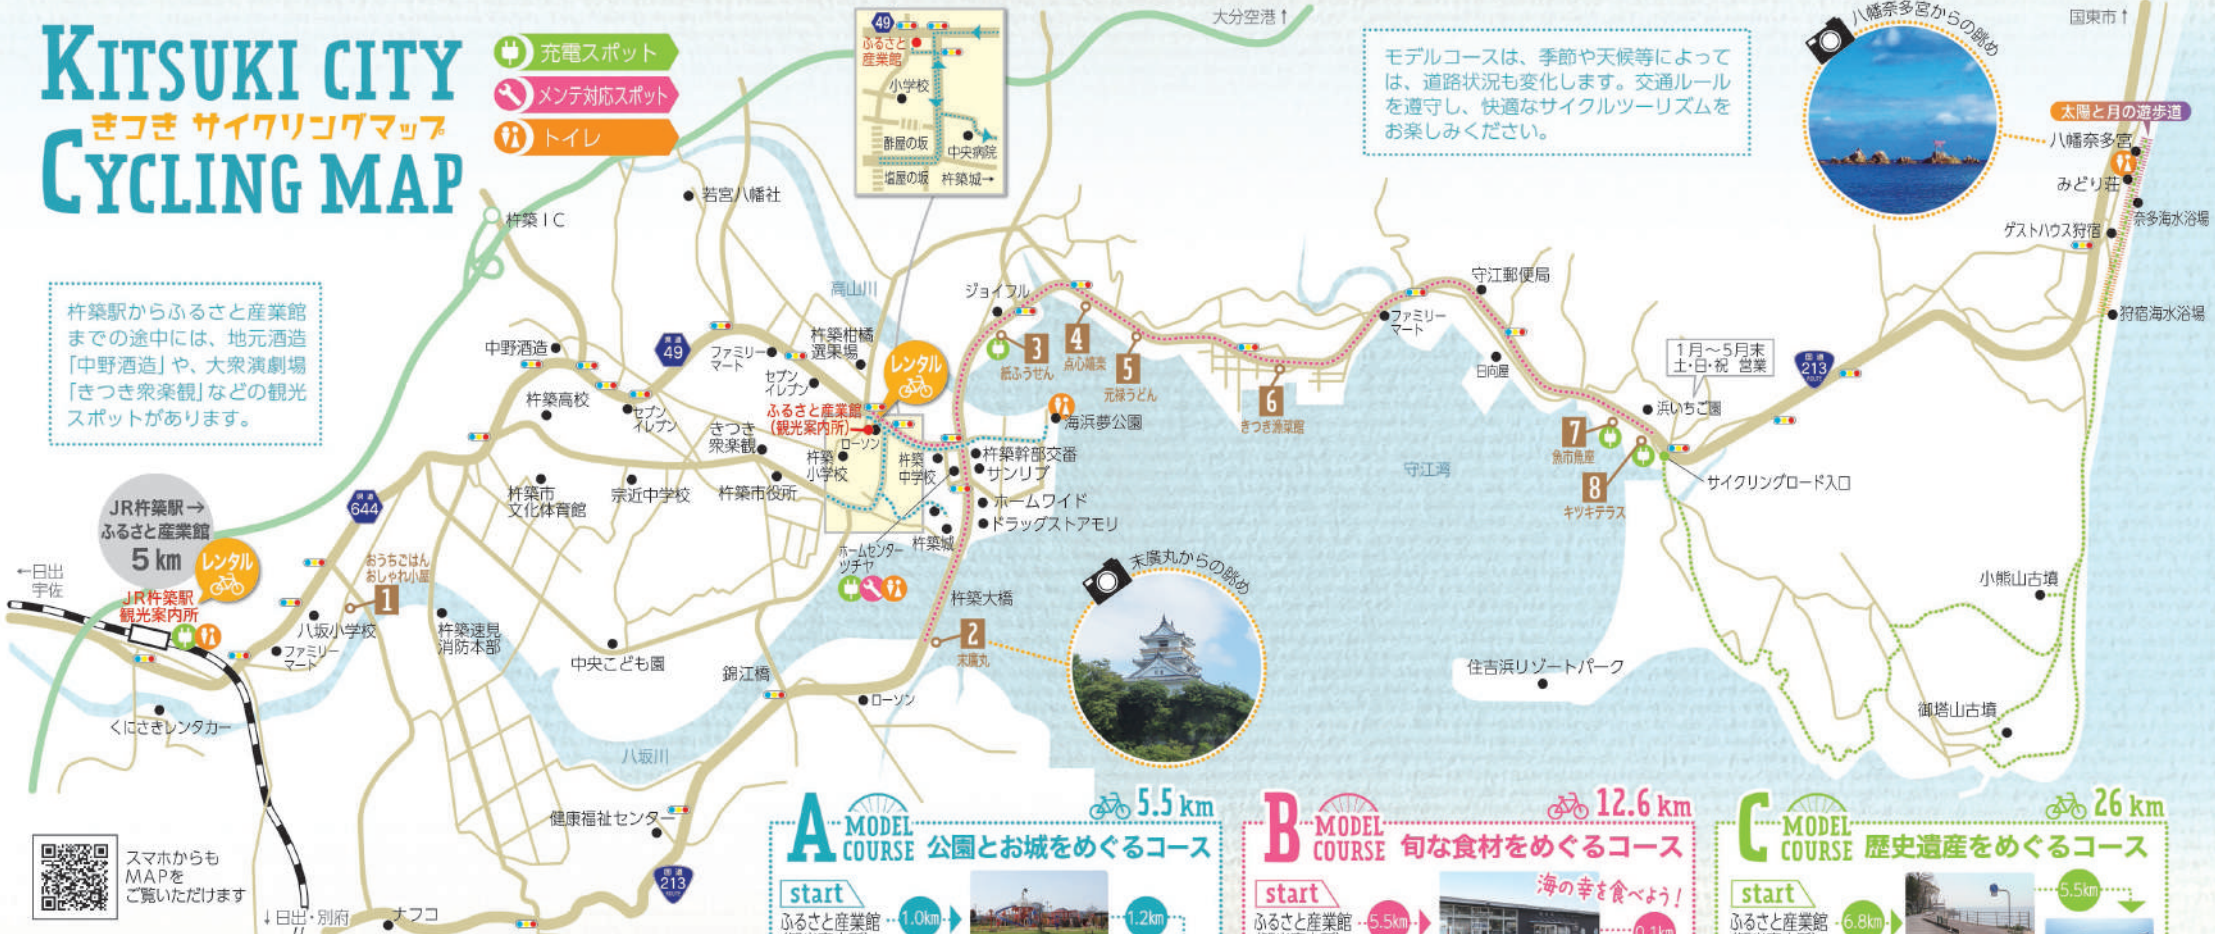 KITSUKI CITY
きつき サイクリングマップ
CYCLING MAP
充電スポット
メンテ対応スポット
トイレ
杵築駅からふるさと産業館
までの途中には、地元酒造
「中野酒造」や、大衆演劇場
「きつき衆楽観」などの観光
スポットがあります。
モデルコースは、季節や天候等によって
は、道路状況も変化します。交通ルール
を遵守し、快適なサイクルツーリズムを
お楽しみください。
49
ふるさと
産業館
小学校
酢屋の坂
中央病院
塩屋の坂
杵築城→
大分空港↑
国東市↑
八幡奈多宮からの眺め
太陽と月の遊歩道
八幡奈多宮
みどり荘
奈多海水浴場
ゲストハウス狩宿
狩宿海水浴場
若宮八幡社
杵築IC
高山川
ジョイフル
守江郵便局
中野酒造
県道
49
ファミリー
マート
杵築柑橘
選果場
セブン
イレブン
レンタル
3
紙ふうせん
4
点心嬉楽
5
元禄うどん
6
きつき漁菜館
ファミリー
マート
日向屋
1月〜5月末
土・日・祝 営業
国道
213
ROUTE
浜いちご園
7
魚市魚座
8
キツキテラス
サイクリングロード入口
杵築高校
セブン
イレブン
きつき
衆楽観
ふるさと産業館
(観光案内所)
ローソン
杵築
小学校
杵築
中学校
海浜夢公園
杵築幹部交番
サンリブ
ホームワイド
ドラッグストアモリ
守江湾
杵築市
文化体育館
宗近中学校
杵築市役所
杵築城
ホームセンター
ツチヤ
県道
644
JR杵築駅→
ふるさと産業館
5km
レンタル
←日出
宇佐
JR杵築駅
観光案内所
おうちごはん
おしゃれ小屋
1
八坂小学校
ファミリー
マート
杵築速見
消防本部
中央こども園
錦江橋
杵築大橋
2
末廣丸
末廣丸からの眺め
ローソン
住吉浜リゾートパーク
小熊山古墳
御塔山古墳
くにさきレンタカー
八坂川
健康福祉センター
国道
213
ROUTE
スマホからも
MAPを
ご覧いただけます
↓日出・別府
ナフコ
A
MODEL
COURSE
公園とお城をめぐるコース
5.5km
start
ふるさと産業館
1.0km
1.2km
B
MODEL
COURSE
旬な食材をめぐるコース
12.6km
start
ふるさと産業館
5.5km
海の幸を食べよう!
0.1km
C
MODEL
COURSE
歴史遺産をめぐるコース
26km
start
ふるさと産業館
6.8km
5.5km